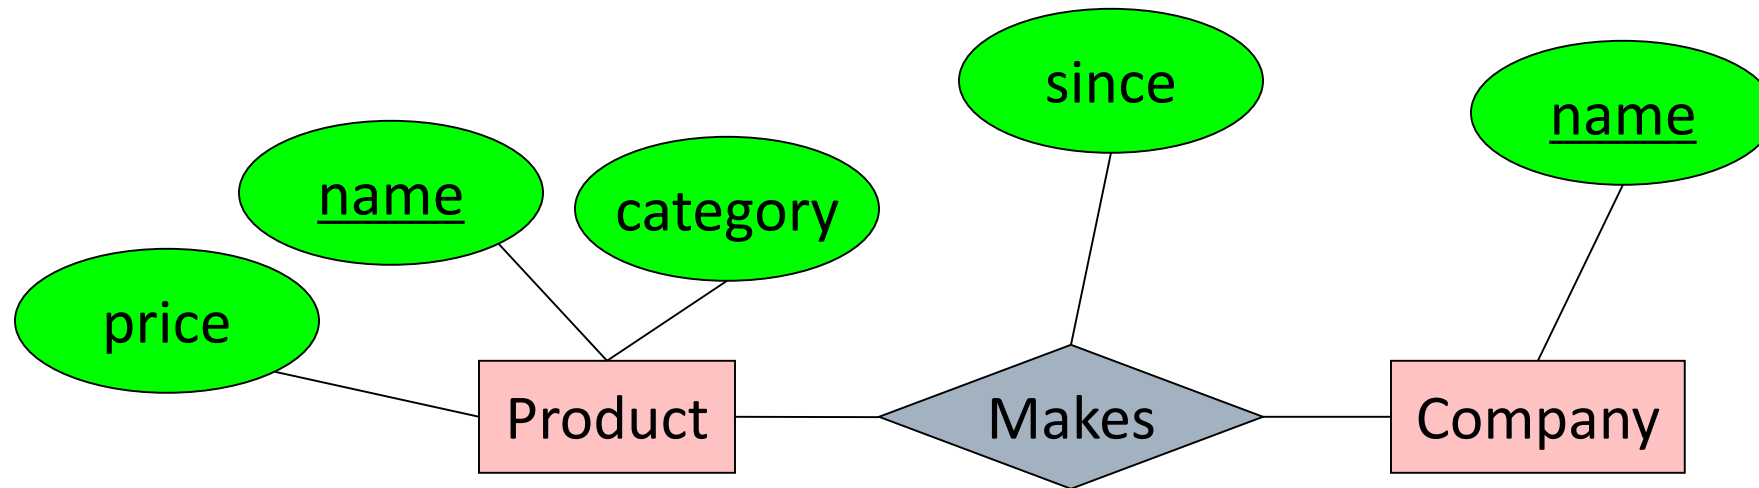 since
name
name
category
price
Product
Makes
Company